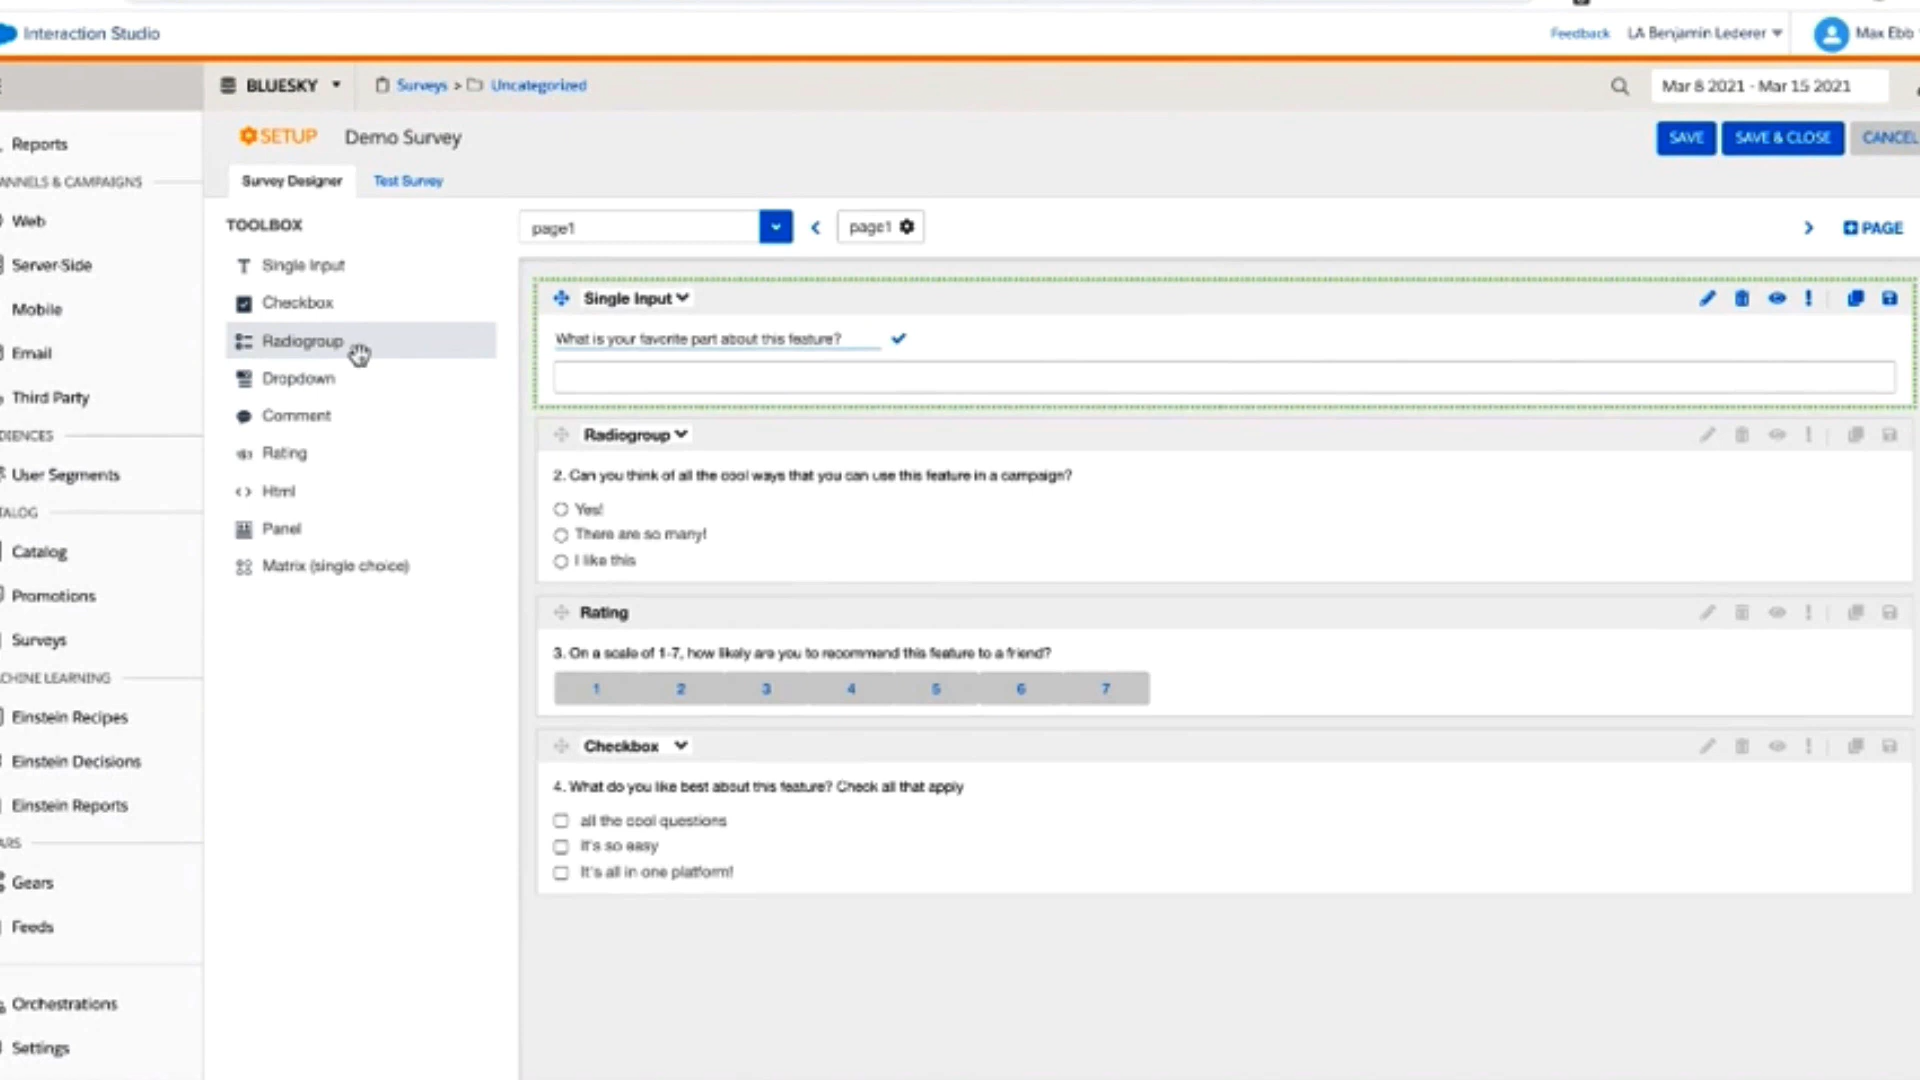 Interaction Studio
Feedback LA Benjamin Lederer Max Ebb
BLUESKY Surveys > Uncategorized Mar 8 2021 - Mar 15 2021
SETUP Demo Survey SAVE SAVE & CLOSE CANCEL
Survey Designer Test Survey
Reports
ANNELS & CAMPAIGNS
Web
Server-Side
Mobile
Email
Third Party
DIENCES
User Segments
TALOG
Catalog
Promotions
Surveys
CHINE LEARNING
Einstein Recipes
Einstein Decisions
Einstein Reports
ARS
Gears
Feeds
Orchestrations
Settings
TOOLBOX
Single Input
Checkbox
Radiogroup
Dropdown
Comment
Rating
Html
Panel
Matrix (single choice)
page1 page1 PAGE
Single Input
What is your favorite part about this feature?
Radiogroup
2. Can you think of all the cool ways that you can use this feature in a campaign?
Yes!
There are so many!
I like this
Rating
3. On a scale of 1-7, how likely are you to recommend this feature to a friend?
1 2 3 4 5 6 7
Checkbox
4. What do you like best about this feature? Check all that apply
all the cool questions
It's so easy
It's all in one platform!